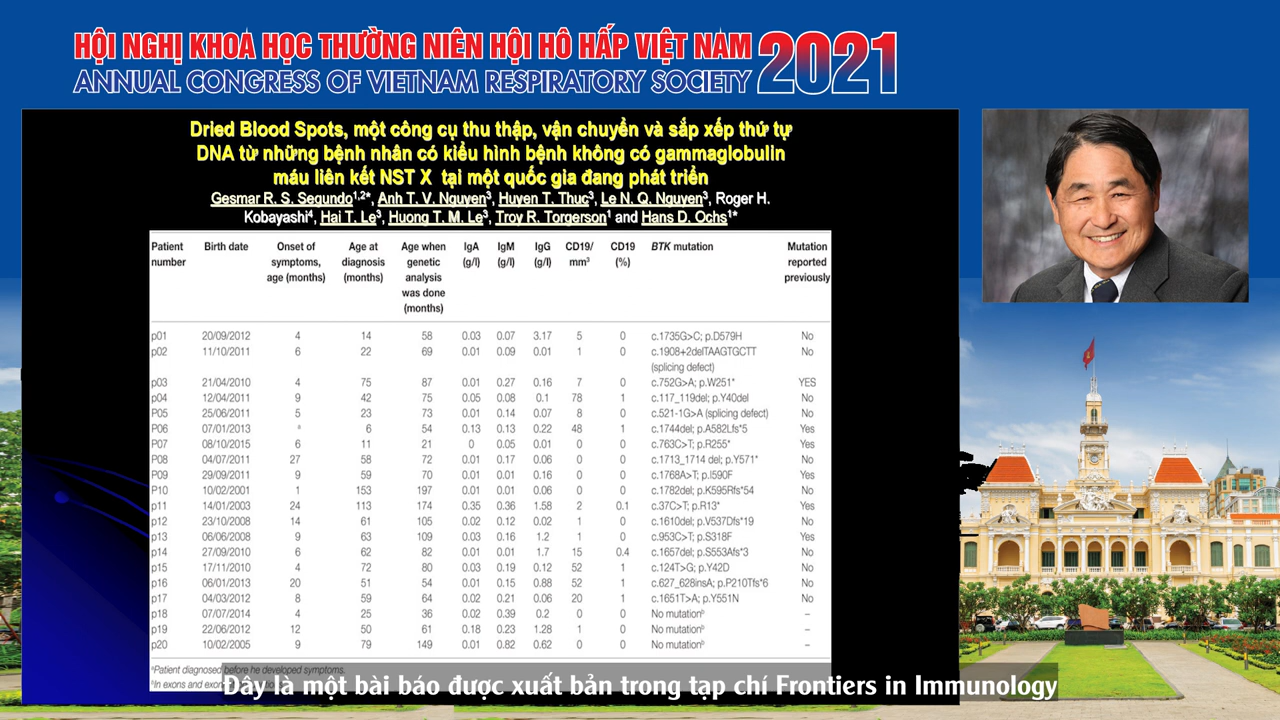 HỘI NGHỊ KHOA HỌC THƯỜNG NIÊN HỘI HÔ HẤP VIỆT NAM 2021
ANNUAL CONGRESS OF VIETNAM RESPIRATORY SOCIETY
Dried Blood Spots, một công cụ thu thập, vận chuyển và sắp xếp thứ tự
DNA từ những bệnh nhân có kiểu hình bệnh không có gammaglobulin
máu liên kết NST X tại một quốc gia đang phát triển
Gesmar R. S. Segundo1,2*, Anh T. V. Nguyen3, Huyen T. Thuc3, Le N. Q. Nguyen3, Roger H.
Kobayashi4, Hai T. Le3, Huong T. M. Le3, Troy R. Torgerson1 and Hans D. Ochs1*
Patient number Birth date Onset of symptoms, age (months) Age at diagnosis (months) Age when genetic analysis was done (months) IgA (g/l) IgM (g/l) IgG (g/l) CD19/mm3 CD19 (%) BTK mutation Mutation reported previously
p01 20/09/2012 4 14 58 0.03 0.07 3.17 5 0 c.1735G>C; p.D579H No
p02 11/10/2011 6 22 69 0.01 0.09 0.01 1 0 c.1908+2delTAAGTGCTT (splicing defect) No
p03 21/04/2010 4 75 87 0.01 0.27 0.16 7 0 c.752G>A; p.W251* YES
p04 12/04/2011 9 42 75 0.05 0.08 0.1 78 1 c.117_119del; p.Y40del No
P05 25/06/2011 5 23 73 0.01 0.14 0.07 8 0 c.521-1G>A (splicing defect) No
P06 07/01/2013 a 6 54 0.13 0.13 0.22 48 1 c.1744del; p.A582Lfs*5 Yes
P07 08/10/2015 6 11 21 0 0.05 0.01 0 0 c.763C>T; p.R255* Yes
P08 04/07/2011 27 58 72 0.01 0.17 0.06 0 0 c.1713_1714 del; p.Y571* No
P09 29/09/2011 9 59 70 0.01 0.01 0.16 0 0 c.1768A>T; p.I590F Yes
P10 10/02/2001 1 153 197 0.01 0.01 0.06 0 0 c.1782del; p.K595Rfs*54 No
p11 14/01/2003 24 113 174 0.35 0.36 1.58 2 0.1 c.37C>T; p.R13* Yes
p12 23/10/2008 14 61 105 0.02 0.12 0.02 1 0 c.1610del; p.V537Dfs*19 No
p13 06/06/2008 9 63 109 0.03 0.16 1.2 1 0 c.953C>T; p.S318F Yes
p14 27/09/2010 6 62 82 0.01 0.01 1.7 15 0.4 c.1657del; p.S553Afs*3 No
p15 17/11/2010 4 72 80 0.03 0.19 0.12 52 1 c.124T>G; p.Y42D No
p16 06/01/2013 20 51 54 0.01 0.15 0.88 52 1 c.627_628insA; p.P210Tfs*6 No
p17 04/03/2012 8 59 64 0.02 0.21 0.06 20 1 c.1651T>A; p.Y551N No
p18 07/07/2014 4 25 36 0.02 0.39 0.2 0 0 No mutationb –
p19 22/06/2012 12 50 61 0.18 0.23 1.28 1 0 No mutationb –
p20 10/02/2005 9 79 149 0.01 0.82 0.62 0 0 No mutationb –
aPatient diagnosed before he developed symptoms.
bIn exons and
Đây là một bài báo được xuất bản trong tạp chí Frontiers in Immunology